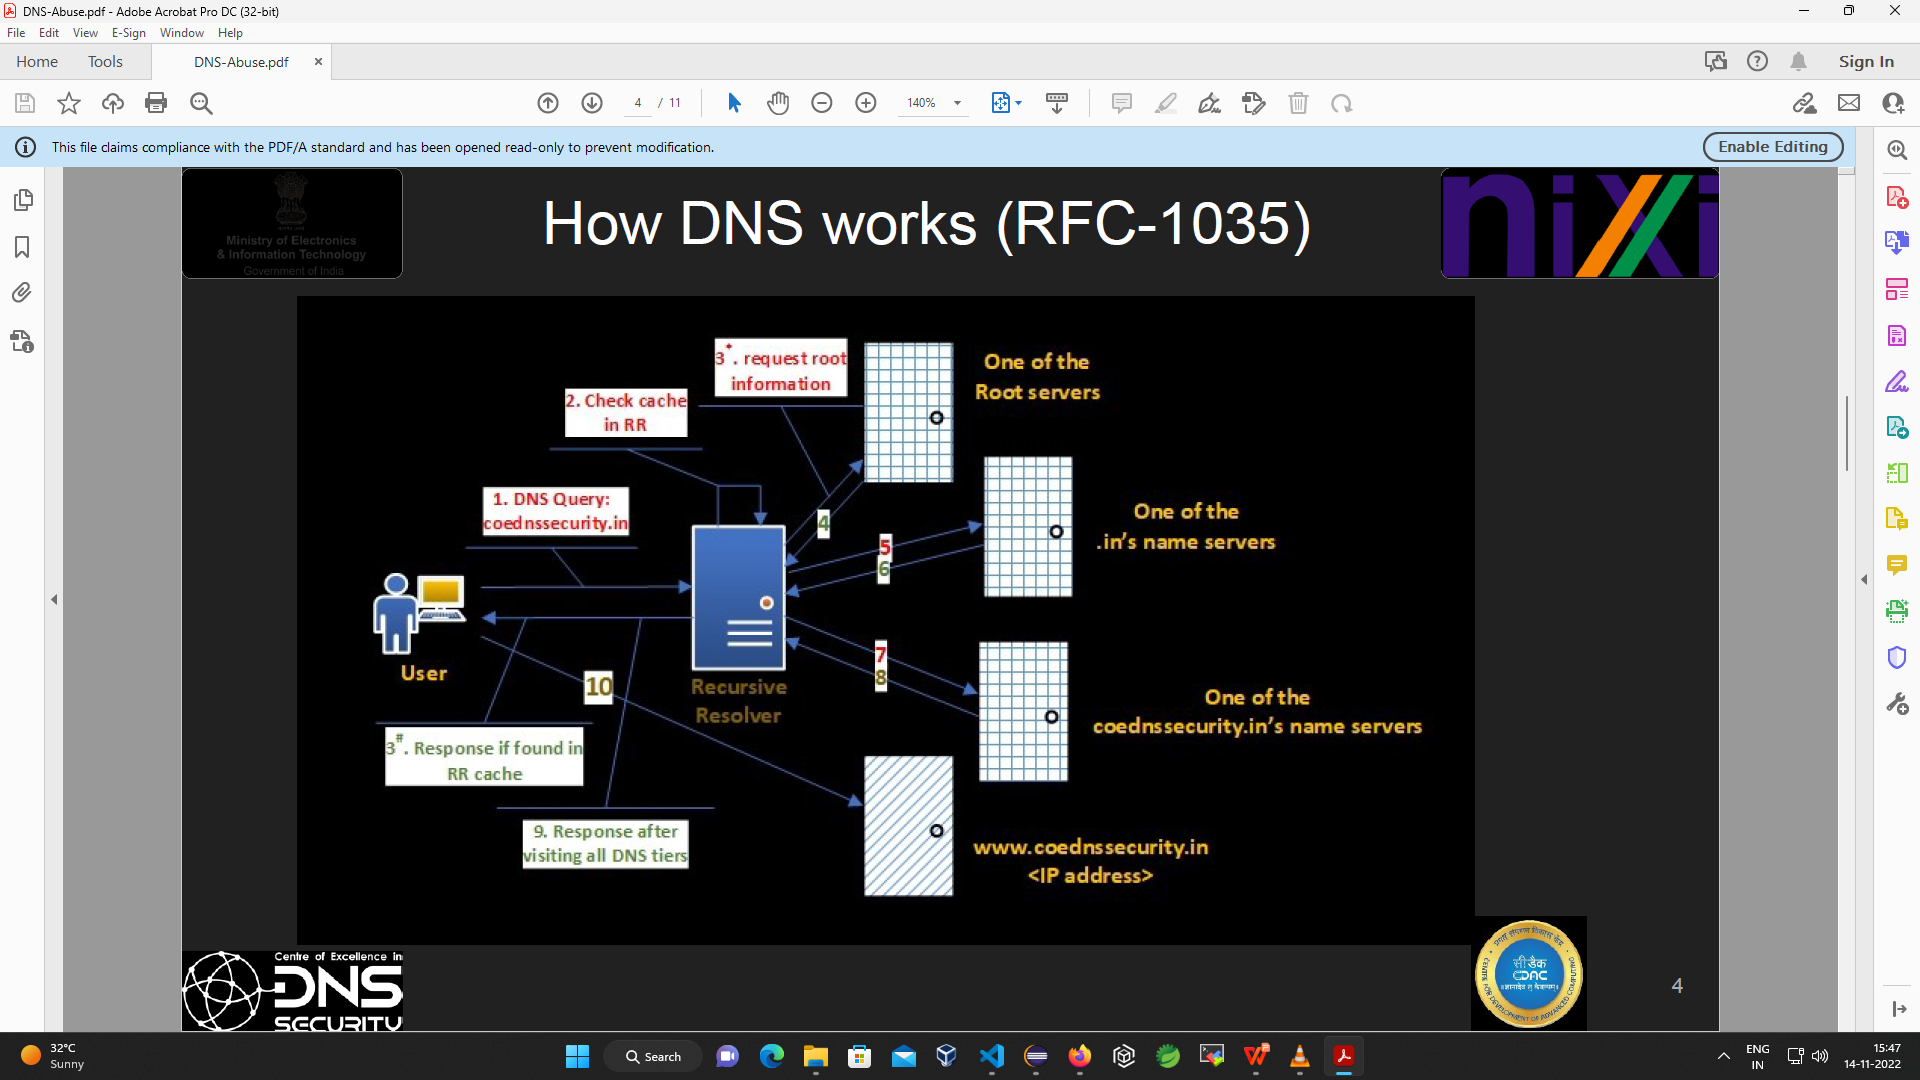 DNS-Abuse.pdf - Adobe Acrobat Pro DC (32-bit)
File Edit View E-Sign Window Help
Home Tools DNS-Abuse.pdf × Sign In
4 / 11 140%
This file claims compliance with the PDF/A standard and has been opened read-only to prevent modification. Enable Editing
Ministry of Electronics
& Information Technology
Government of India
How DNS works (RFC-1035)
nixi
3*. request root
information
One of the
Root servers
2. Check cache
in RR
1. DNS Query:
coednssecurity.in
4
One of the
.in’s name servers
5
6
User
Recursive
Resolver
7
8
10
One of the
coednssecurity.in’s name servers
3#. Response if found in
RR cache
9. Response after
visiting all DNS tiers
www.coednssecurity.in
<IP address>
Centre of Excellence in
DNS
SECURITY
सी डैक
CDAC
CENTRE FOR DEVELOPMENT OF ADVANCED COMPUTING
4
32°C
Sunny
Search
ENG
IN
15:47
14-11-2022